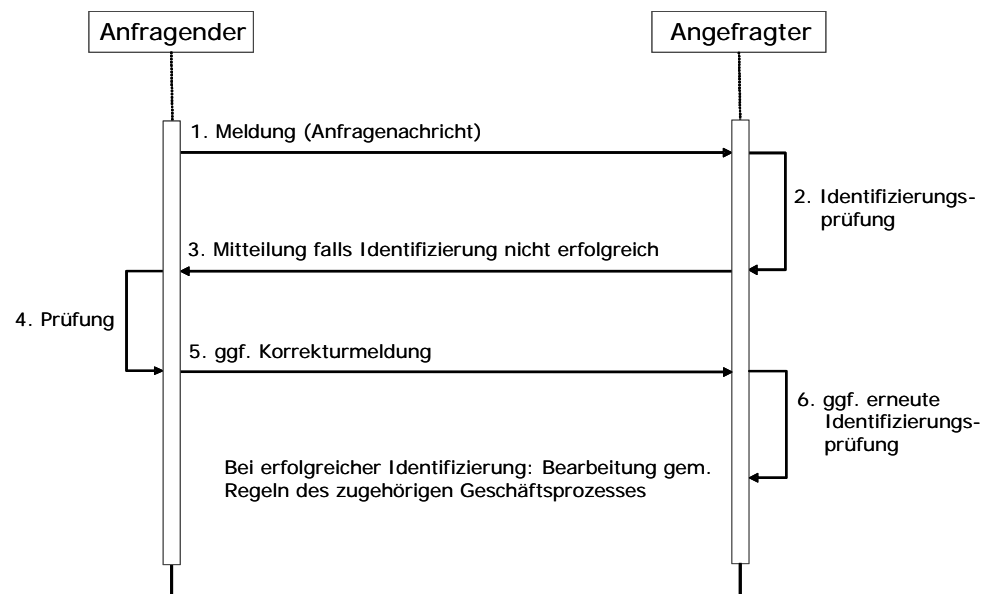 Anfragender
Angefragter
1. Meldung (Anfragenachricht)
2. Identifizierungs-
prüfung
3. Mitteilung falls Identifizierung nicht erfolgreich
4. Prüfung
5. ggf. Korrekturmeldung
6. ggf. erneute
Identifizierungs-
prüfung
Bei erfolgreicher Identifizierung: Bearbeitung gem.
Regeln des zugehörigen Geschäftsprozesses